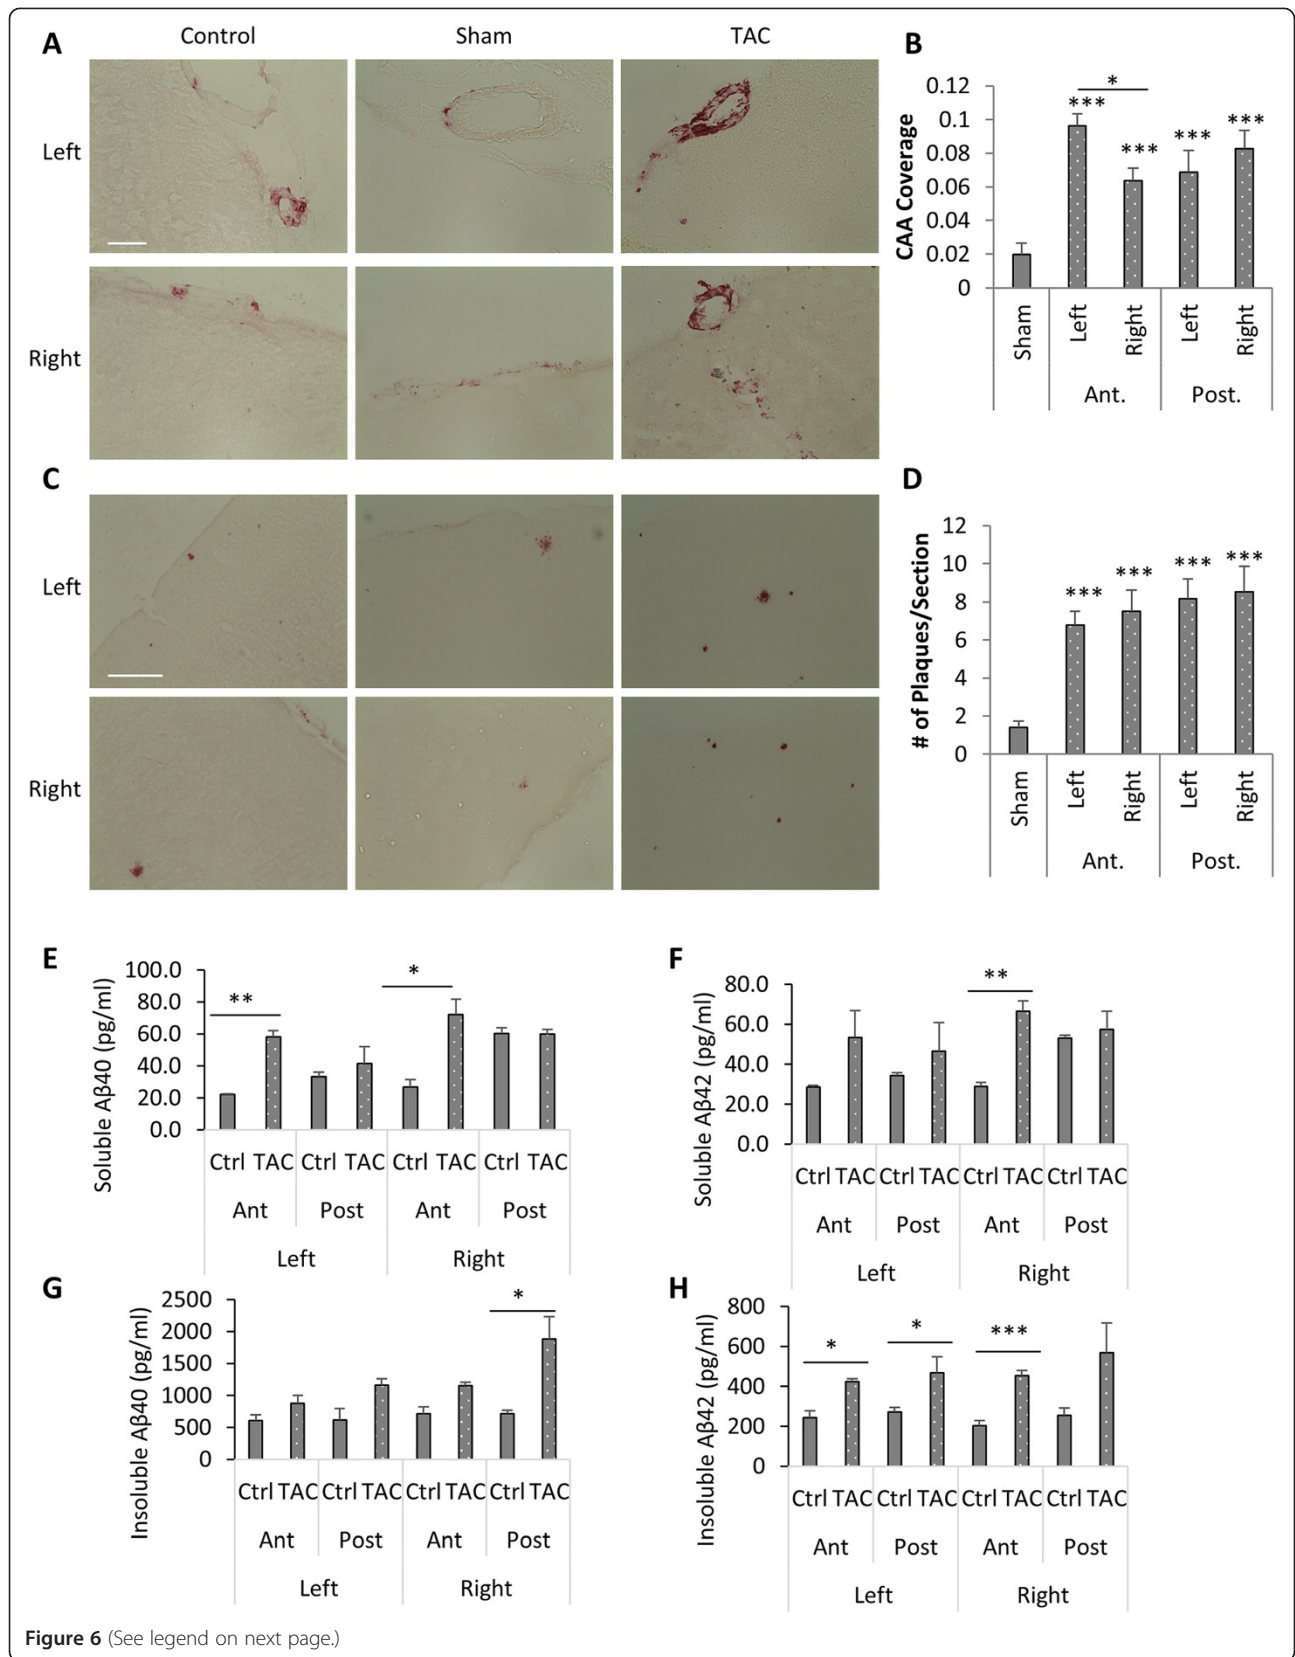 A
Control
Sham
TAC
Left
Right
B
CAA Coverage
0.12
0.1
0.08
0.06
0.04
0.02
0
*
***
***
***
***
Sham
Left
Right
Left
Right
Ant.
Post.
C
Left
Right
D
# of Plaques/Section
12
10
8
6
4
2
0
***
***
***
***
Sham
Left
Right
Left
Right
Ant.
Post.
E
Soluble Aβ40 (pg/ml)
100.0
80.0
60.0
40.0
20.0
0.0
**
*
Ctrl TAC Ctrl TAC Ctrl TAC Ctrl TAC
Ant Post Ant Post
Left Right
F
Soluble Aβ42 (pg/ml)
80.0
60.0
40.0
20.0
0.0
**
Ctrl TAC Ctrl TAC Ctrl TAC Ctrl TAC
Ant Post Ant Post
Left Right
G
Insoluble Aβ40 (pg/ml)
2500
2000
1500
1000
500
0
*
Ctrl TAC Ctrl TAC Ctrl TAC Ctrl TAC
Ant Post Ant Post
Left Right
H
Insoluble Aβ42 (pg/ml)
800
600
400
200
0
*
*
***
Ctrl TAC Ctrl TAC Ctrl TAC Ctrl TAC
Ant Post Ant Post
Left Right
Figure 6 (See legend on next page.)